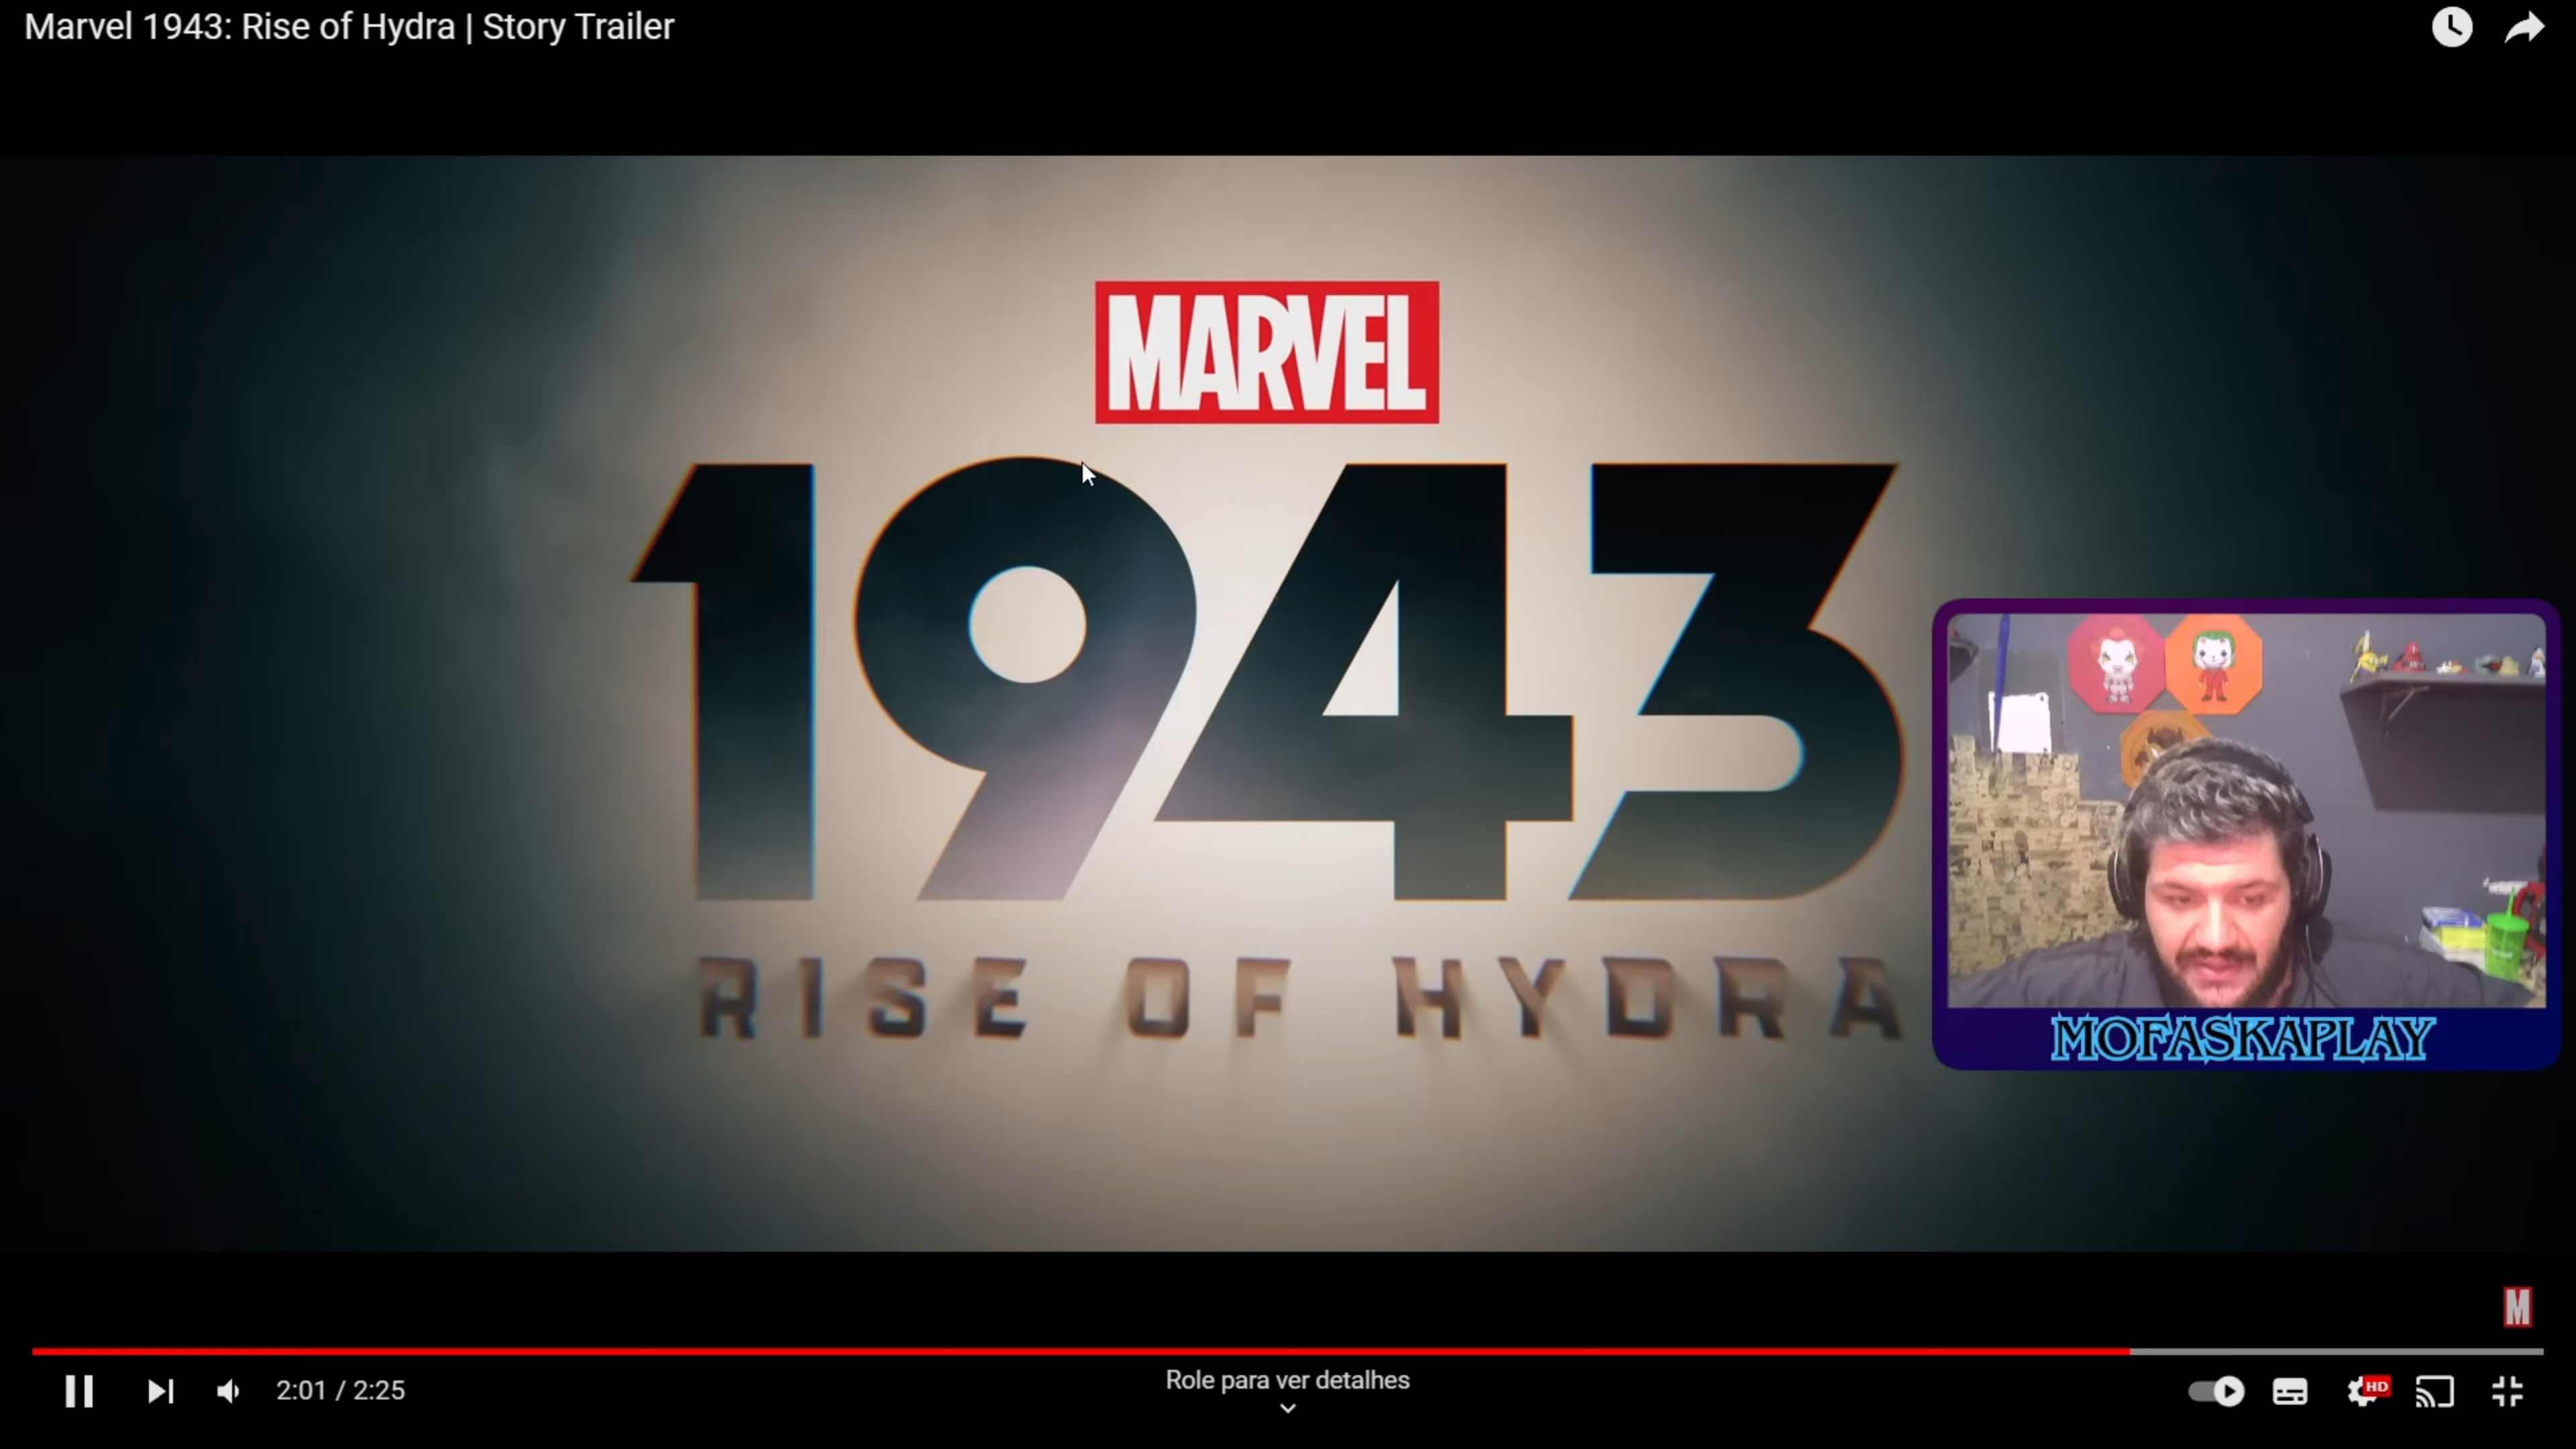 Marvel 1943: Rise of Hydra | Story Trailer
MARVEL
1943
RISE OF HYDRA
MOFASKAPLAY
M
2:01 / 2:25
Role para ver detalhes
HD